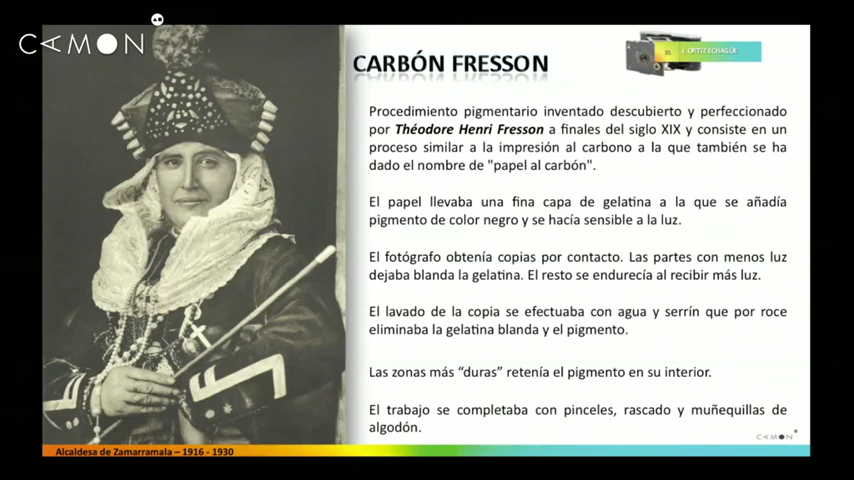 CAMON
CARBÓN FRESSON
35
J. ORTIZ ECHAGÜE
Procedimiento pigmentario inventado descubierto y perfeccionado
por Théodore Henri Fresson a finales del siglo XIX y consiste en un
proceso similar a la impresión al carbono a la que también se ha
dado el nombre de "papel al carbón".
El papel llevaba una fina capa de gelatina a la que se añadía
pigmento de color negro y se hacía sensible a la luz.
El fotógrafo obtenía copias por contacto. Las partes con menos luz
dejaba blanda la gelatina. El resto se endurecía al recibir más luz.
El lavado de la copia se efectuaba con agua y serrín que por roce
eliminaba la gelatina blanda y el pigmento.
Las zonas más “duras” retenía el pigmento en su interior.
El trabajo se completaba con pinceles, rascado y muñequillas de
algodón.
CAMON
Alcaldesa de Zamarramala – 1916 - 1930